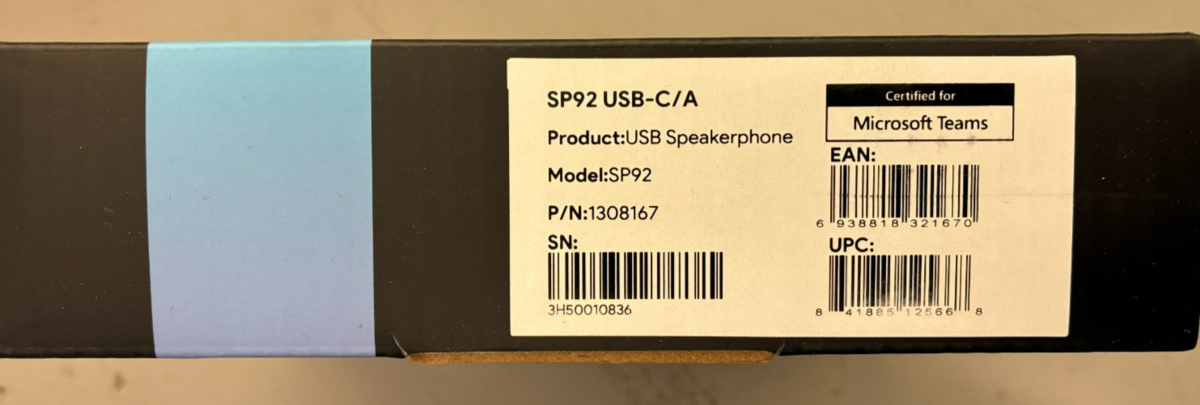 SP92 USB-C/A
Product:USB Speakerphone
Model:SP92
P/N:1308167
SN:
3H50010836
Certified for
Microsoft Teams
EAN:
6 938818 321670
UPC:
8 41885 12566 8